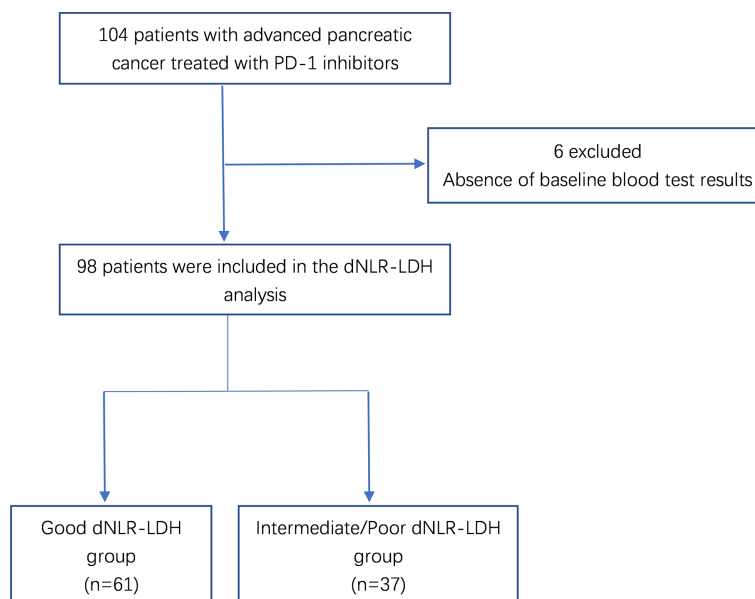 104 patients with advanced pancreatic
cancer treated with PD-1 inhibitors
6 excluded
Absence of baseline blood test results
98 patients were included in the dNLR-LDH
analysis
Good dNLR-LDH
group
(n=61)
Intermediate/Poor dNLR-LDH
group
(n=37)